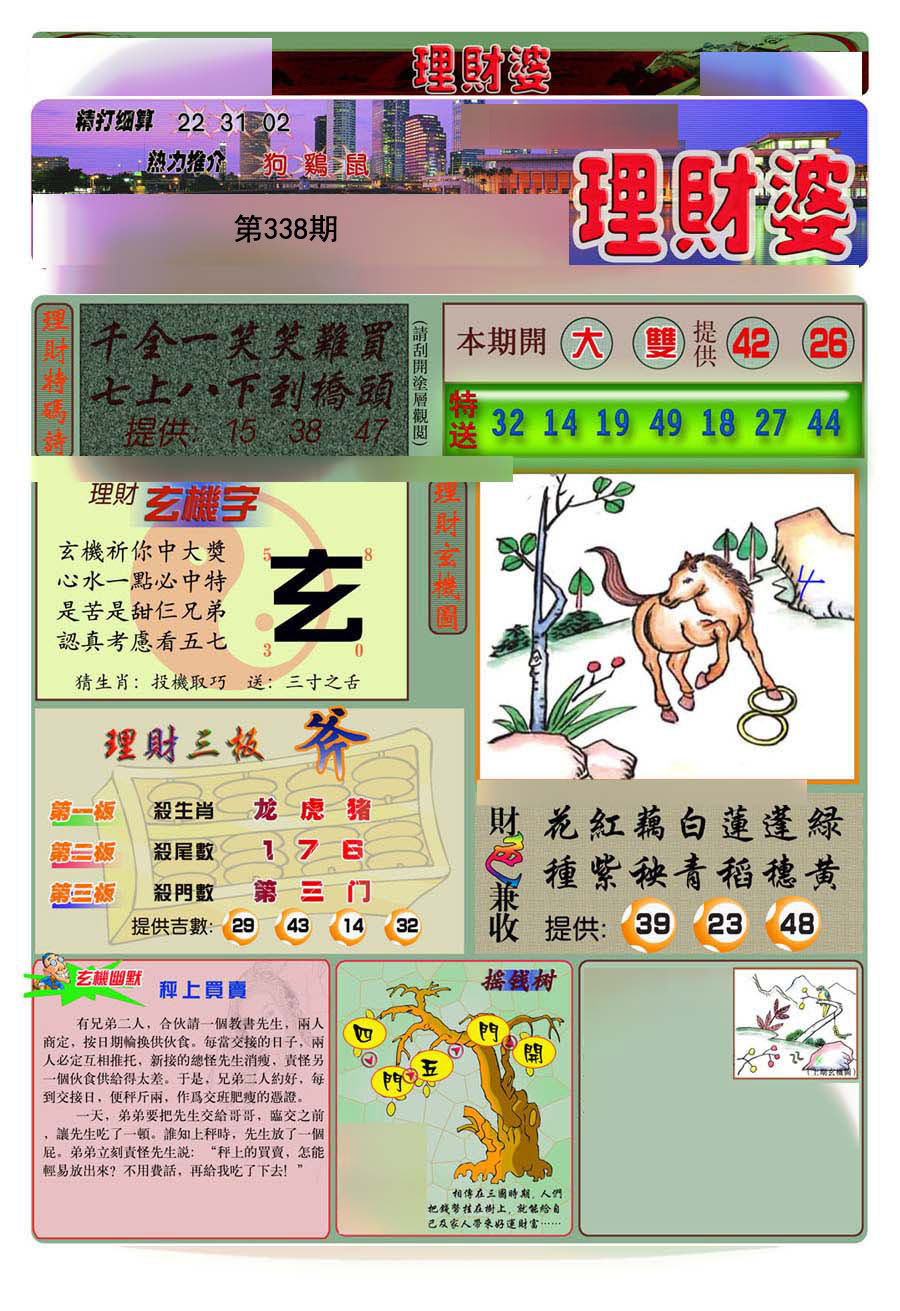 理財婆
精打细算 22 31 02
热力推介 狗 鷄 鼠
理財婆
第338期
理財特碼詩
千金一笑笑難買
七上八下到橋頭
提供: 15 38 47
(請刮開塗層觀閱)
本期開 大 雙 提供 42 26
特送 32 14 19 49 18 27 44
理財 玄機字
玄機祈你中大獎
心水一點必中特
是苦是甜仨兄弟
認真考慮看五七
5 8
玄
3 0
猜生肖: 投機取巧 送: 三寸之舌
理財玄機圖
理財三板斧
第一板 殺生肖 龙 虎 猪
第二板 殺尾數 1 7 6
第三板 殺門數 第 三 门
提供吉數: 29 43 14 32
財色兼收
花紅藕白蓮蓬綠
種紫秧青稻穗黃
提供: 39 23 48
玄機幽默
秤上買賣
有兄弟二人，合伙請一個教書先生，兩人
商定，按日期輪換供伙食。每當交接的日子，兩
人必定互相推托，新接的總怪先生消瘦，責怪另
一個伙食供給得太差。于是，兄弟二人約好，每
到交接日，便秤斤兩，作爲交班肥瘦的憑證。
一天，弟弟要把先生交給哥哥，臨交之前
，讓先生吃了一頓。誰知上秤時，先生放了一個
屁。弟弟立刻責怪先生説：“秤上的買賣，怎能
輕易放出來？不用費話，再給我吃了下去！”
摇钱树
四 門 五 門 開
相傳在三國時期，人們
把錢幣挂在樹上，就能給自
己及家人帶來好運財富……
(上期玄機圖)